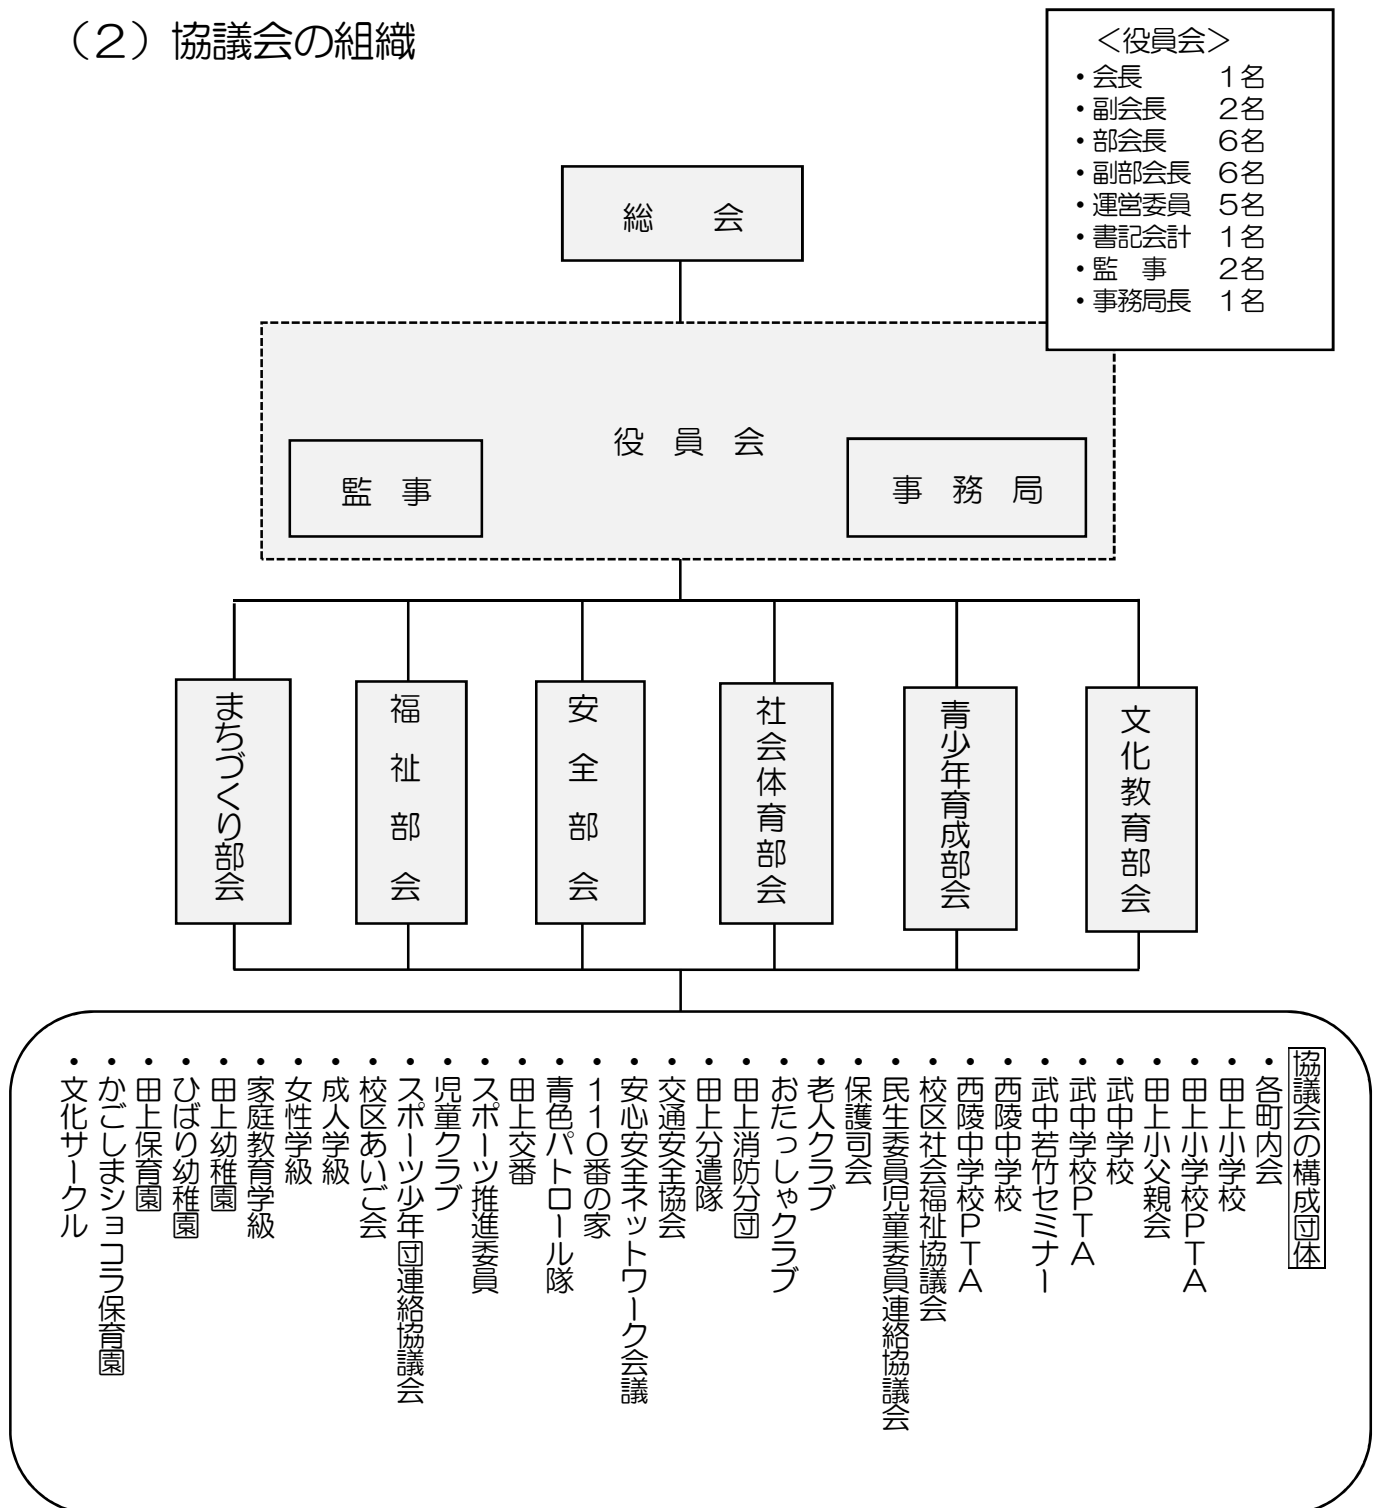 （２）協議会の組織
＜役員会＞
・会長　１名
・副会長　２名
・部会長　６名
・副部会長　６名
・運営委員　５名
・書記会計　１名
・監　事　２名
・事務局長　１名
総　会
役　員　会
監　事
事　務　局
まちづくり部会
福祉部会
安全部会
社会体育部会
青少年育成部会
文化教育部会
協議会の構成団体
・各町内会
・田上小学校
・田上小学校ＰＴＡ
・田上小父親会
・武中学校
・武中学校ＰＴＡ
・武中若竹セミナー
・西陵中学校
・西陵中学校ＰＴＡ
・校区社会福祉協議会
・民生委員児童委員連絡協議会
・保護司会
・老人クラブ
・おたっしゃクラブ
・田上消防分団
・田上分遣隊
・交通安全協会
・安心安全ネットワーク会議
・１１０番の家
・青色パトロール隊
・田上交番
・スポーツ推進委員
・児童クラブ
・スポーツ少年団連絡協議会
・校区あいご会
・成人学級
・女性学級
・家庭教育学級
・田上幼稚園
・ひばり幼稚園
・田上保育園
・かごしまショコラ保育園
・文化サークル